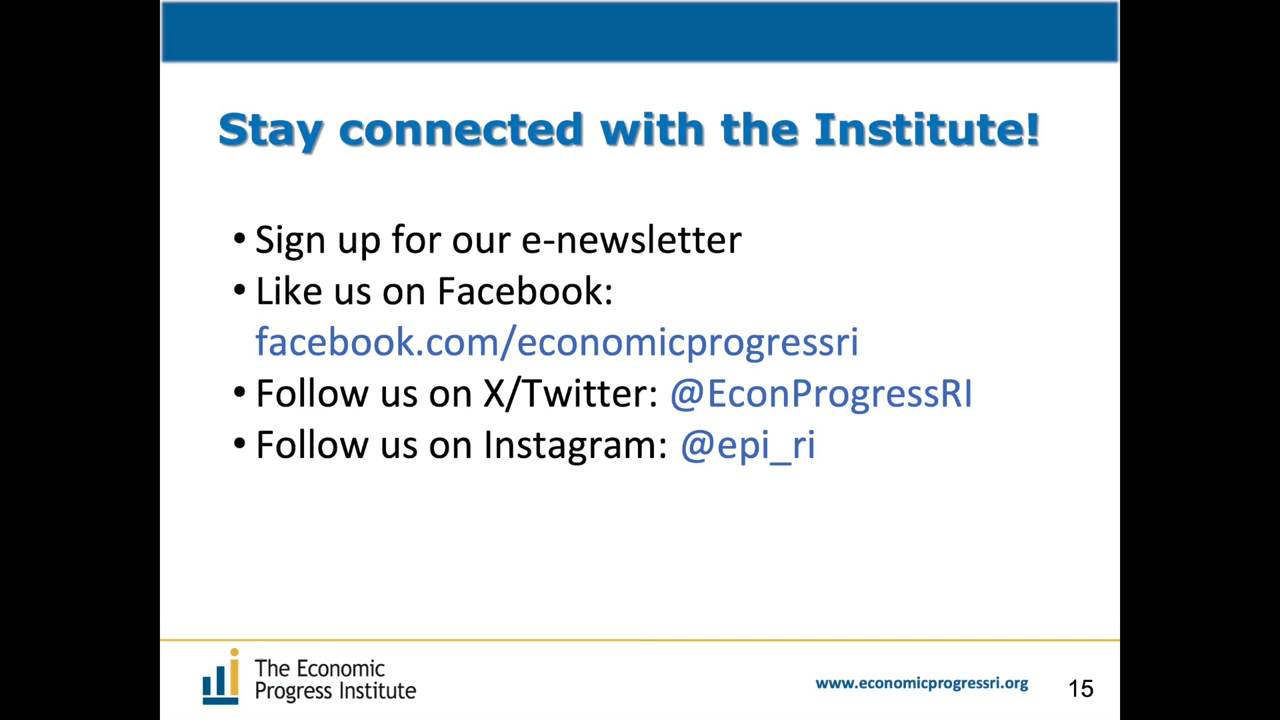 Stay connected with the Institute!
• Sign up for our e-newsletter
• Like us on Facebook:
facebook.com/economicprogressri
• Follow us on X/Twitter: @EconProgressRI
• Follow us on Instagram: @epi_ri
The Economic
Progress Institute
www.economicprogressri.org
15